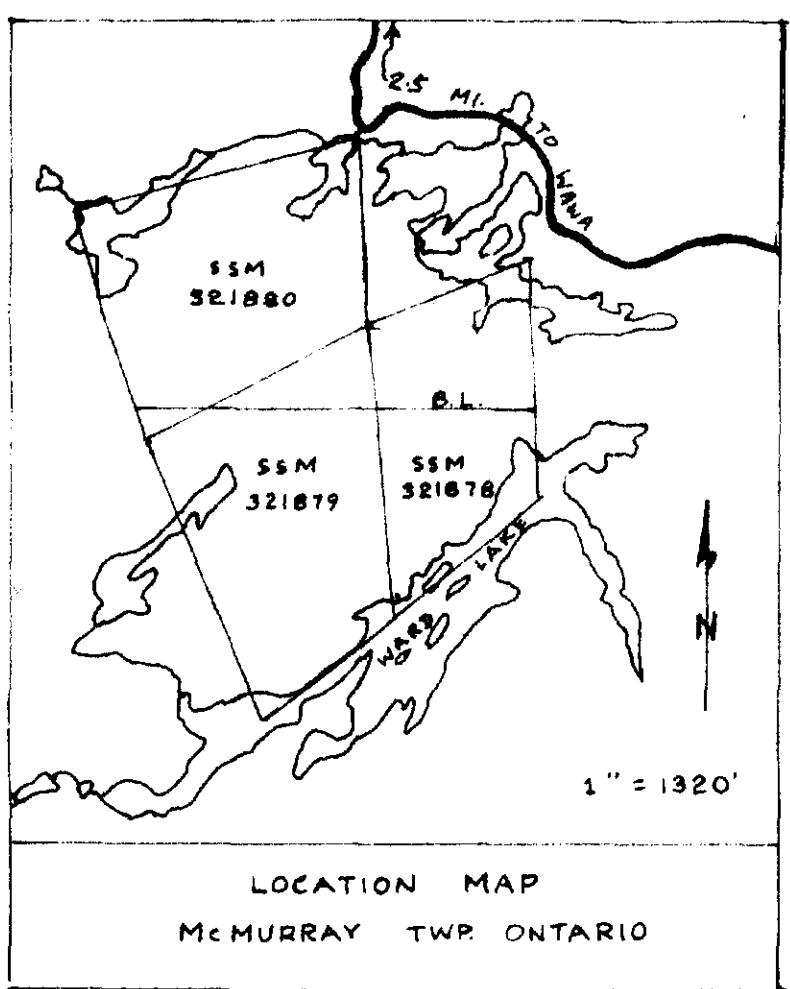 2.5 MI. TO WAWA
SSM
321880
B.L.
SSM
321879
SSM
321878
WARD LAKE
N
1" = 1320'
LOCATION MAP
McMURRAY TWP. ONTARIO